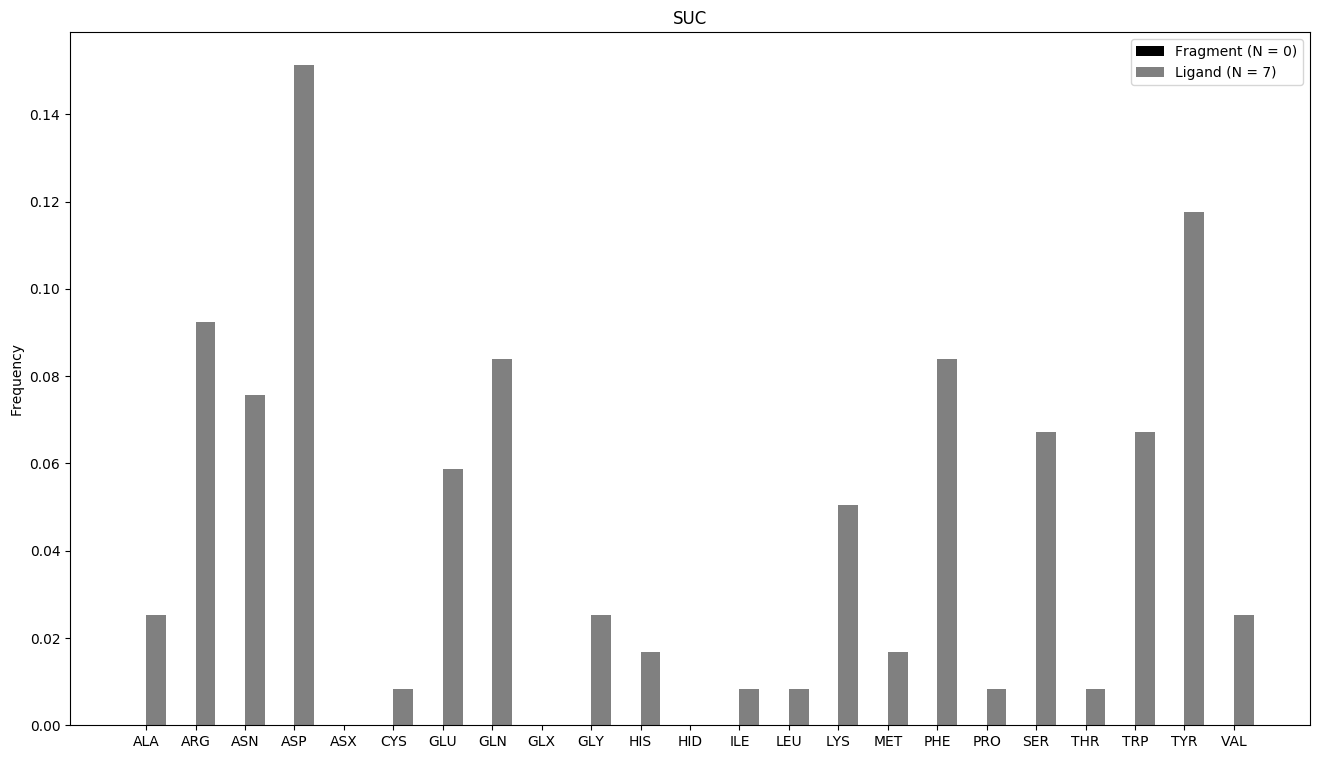 SUC
Fragment (N = 0)
Ligand (N = 7)
Frequency
0.14
0.12
0.10
0.08
0.06
0.04
0.02
0.00
ALA ARG ASN ASP ASX CYS GLU GLN GLX GLY HIS HID ILE LEU LYS MET PHE PRO SER THR TRP TYR VAL